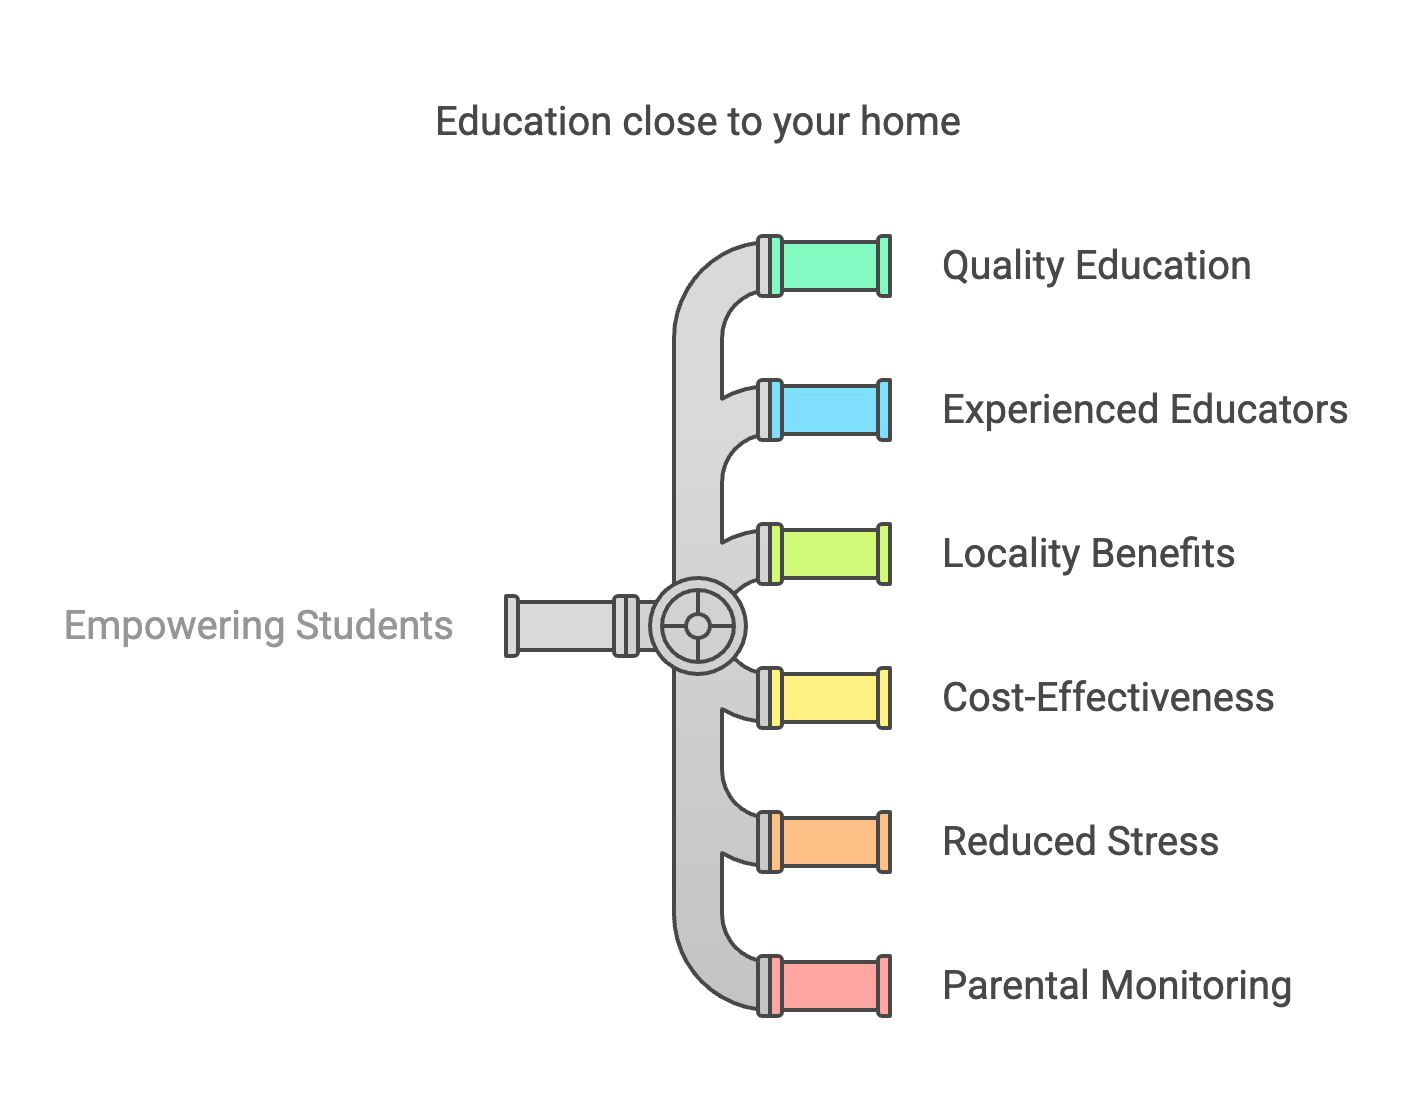 Education close to your home
Quality Education
Experienced Educators
Locality Benefits
Empowering Students
Cost-Effectiveness
Reduced Stress
Parental Monitoring